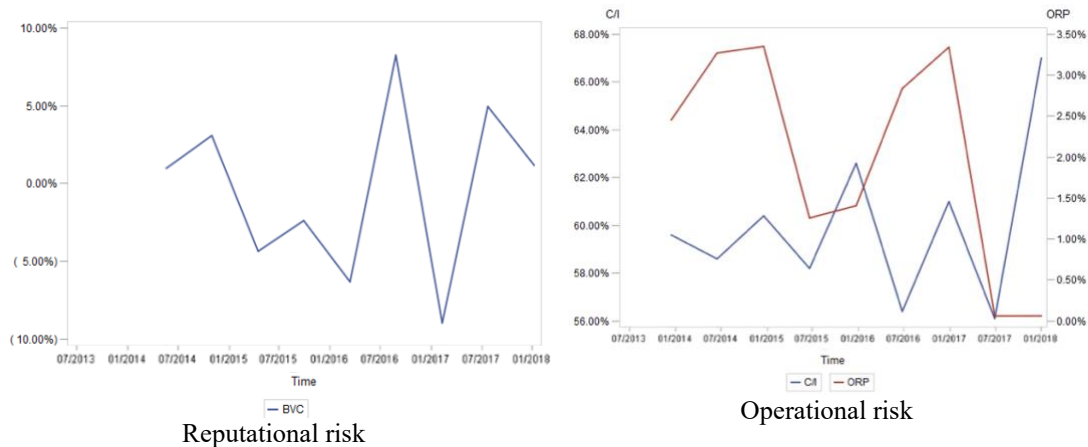 10.00%
5.00%
0.00%
( 5.00%)
( 10.00%)
07/2013 01/2014 07/2014 01/2015 07/2015 01/2016 07/2016 01/2017 07/2017 01/2018
Time
BVC
Reputational risk
C/I ORP
68.00% 3.50%
66.00% 3.00%
64.00% 2.50%
62.00% 2.00%
60.00% 1.50%
58.00% 1.00%
56.00% 0.50%
0.00%
07/2013 01/2014 07/2014 01/2015 07/2015 01/2016 07/2016 01/2017 07/2017 01/2018
Time
C/I ORP
Operational risk